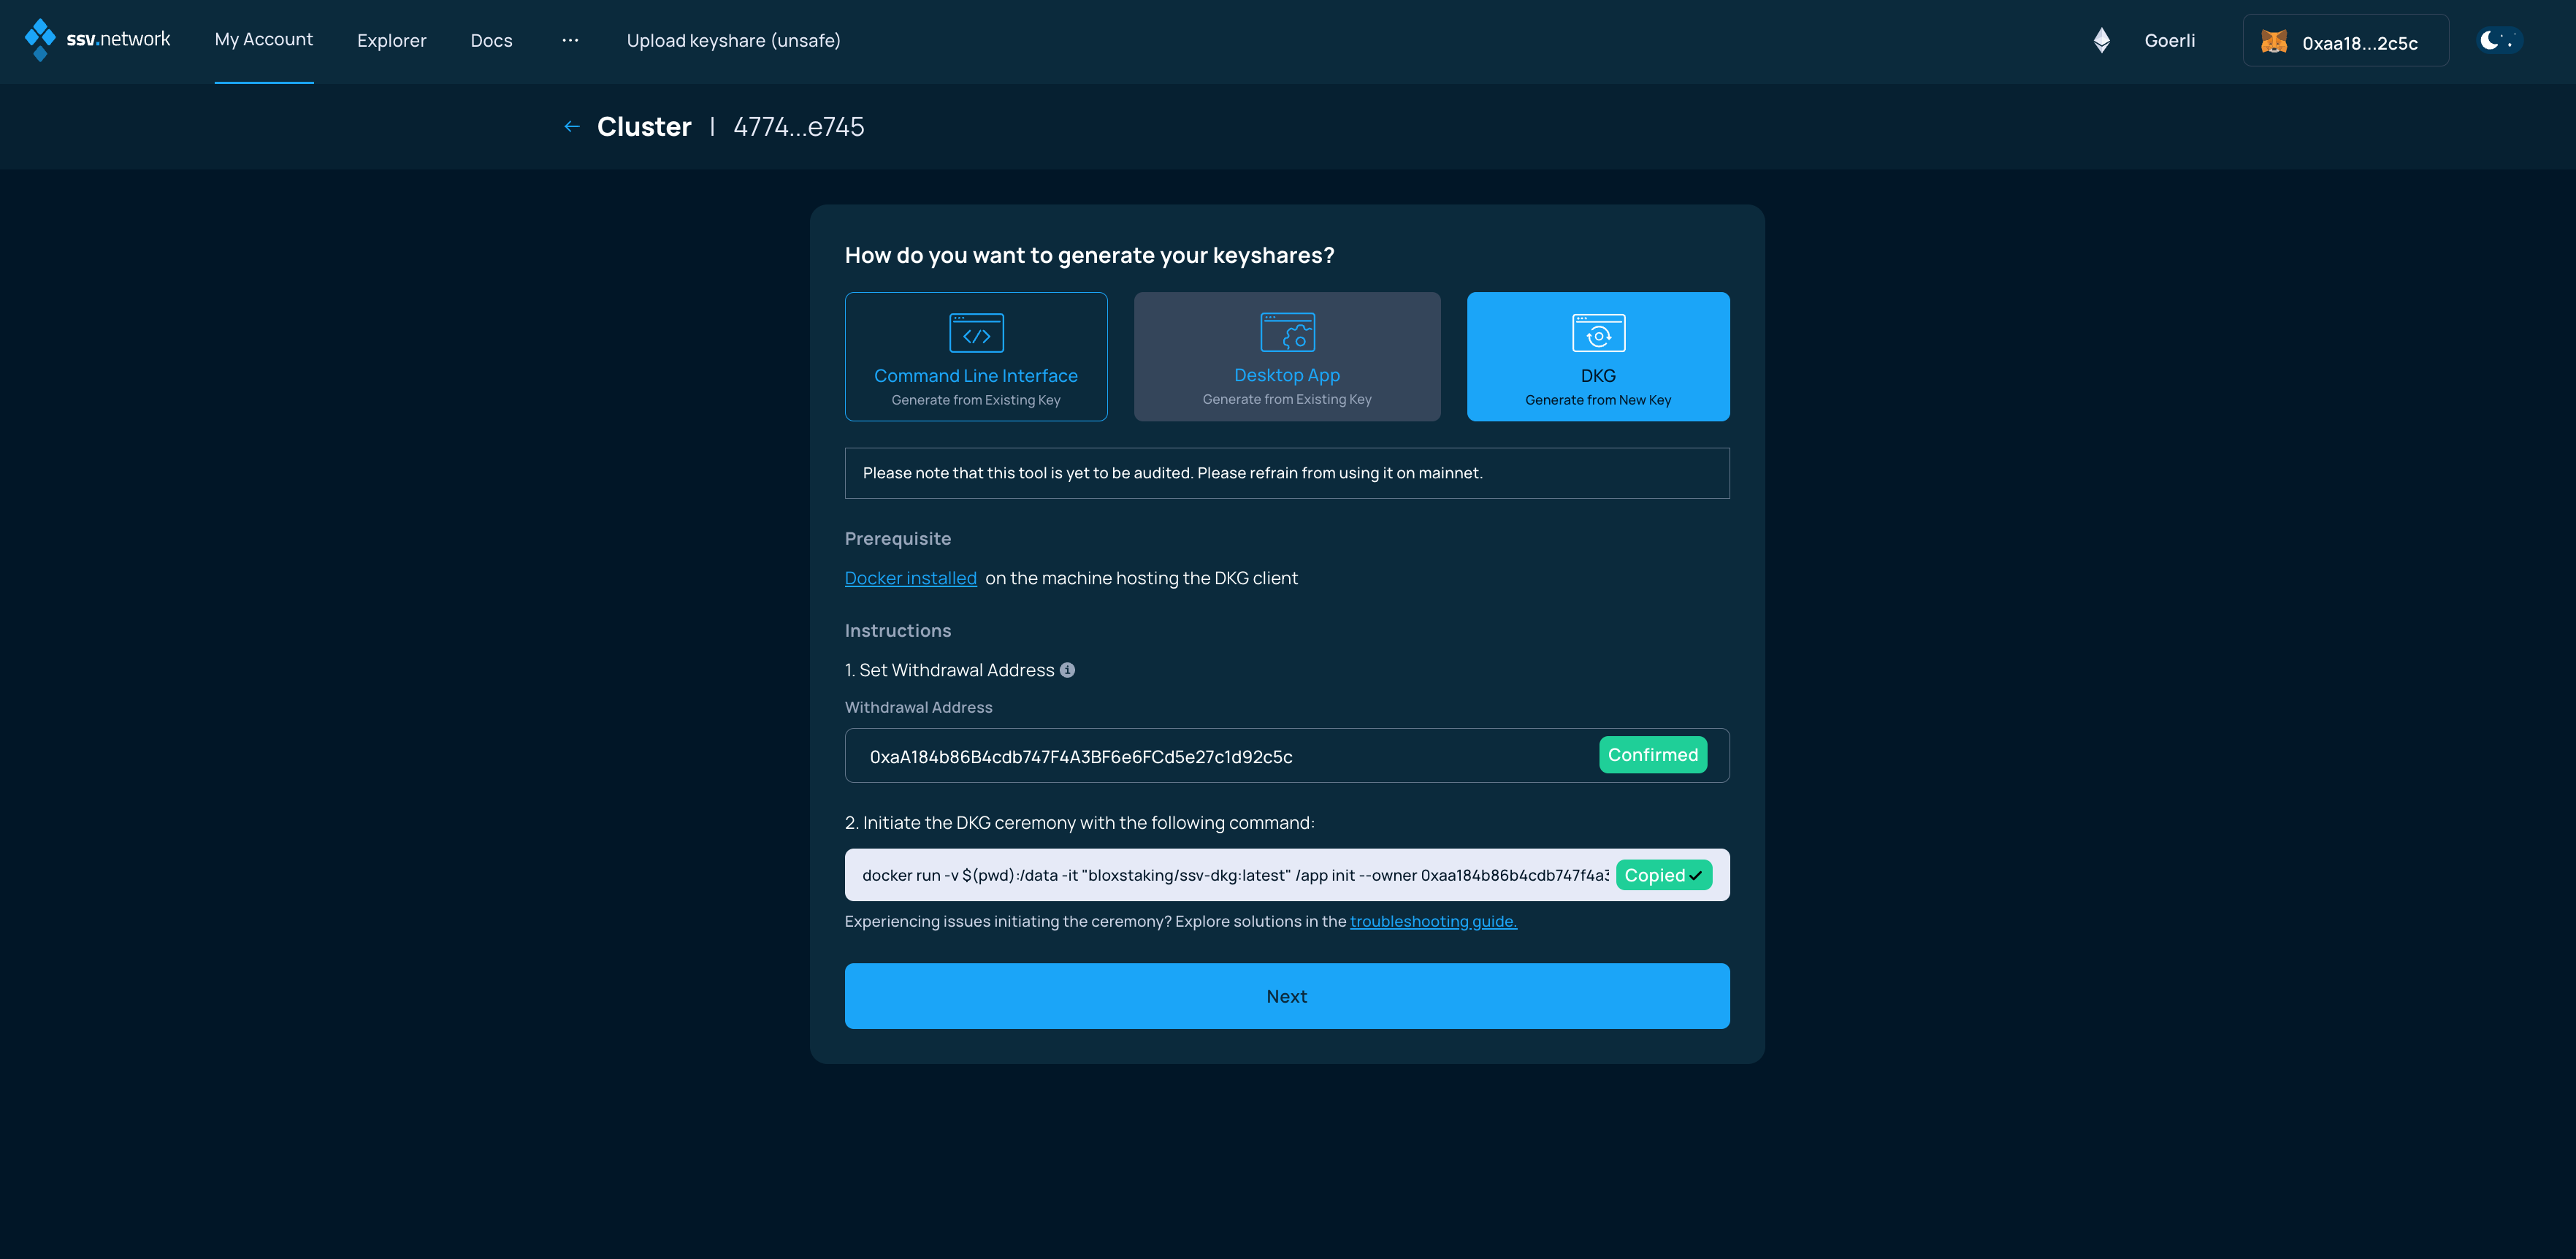 ssv.network
My Account
Explorer
Docs
...
Upload keyshare (unsafe)
Goerli
0xaa18...2c5c
← Cluster | 4774...e745
How do you want to generate your keyshares?
Command Line Interface
Generate from Existing Key
Desktop App
Generate from Existing Key
DKG
Generate from New Key
Please note that this tool is yet to be audited. Please refrain from using it on mainnet.
Prerequisite
Docker installed on the machine hosting the DKG client
Instructions
1. Set Withdrawal Address
Withdrawal Address
0xaA184b86B4cdb747F4A3BF6e6FCd5e27c1d92c5c
Confirmed
2. Initiate the DKG ceremony with the following command:
docker run -v $(pwd):/data -it "bloxstaking/ssv-dkg:latest" /app init --owner 0xaa184b86b4cdb747f4a3
Copied
Experiencing issues initiating the ceremony? Explore solutions in the troubleshooting guide.
Next